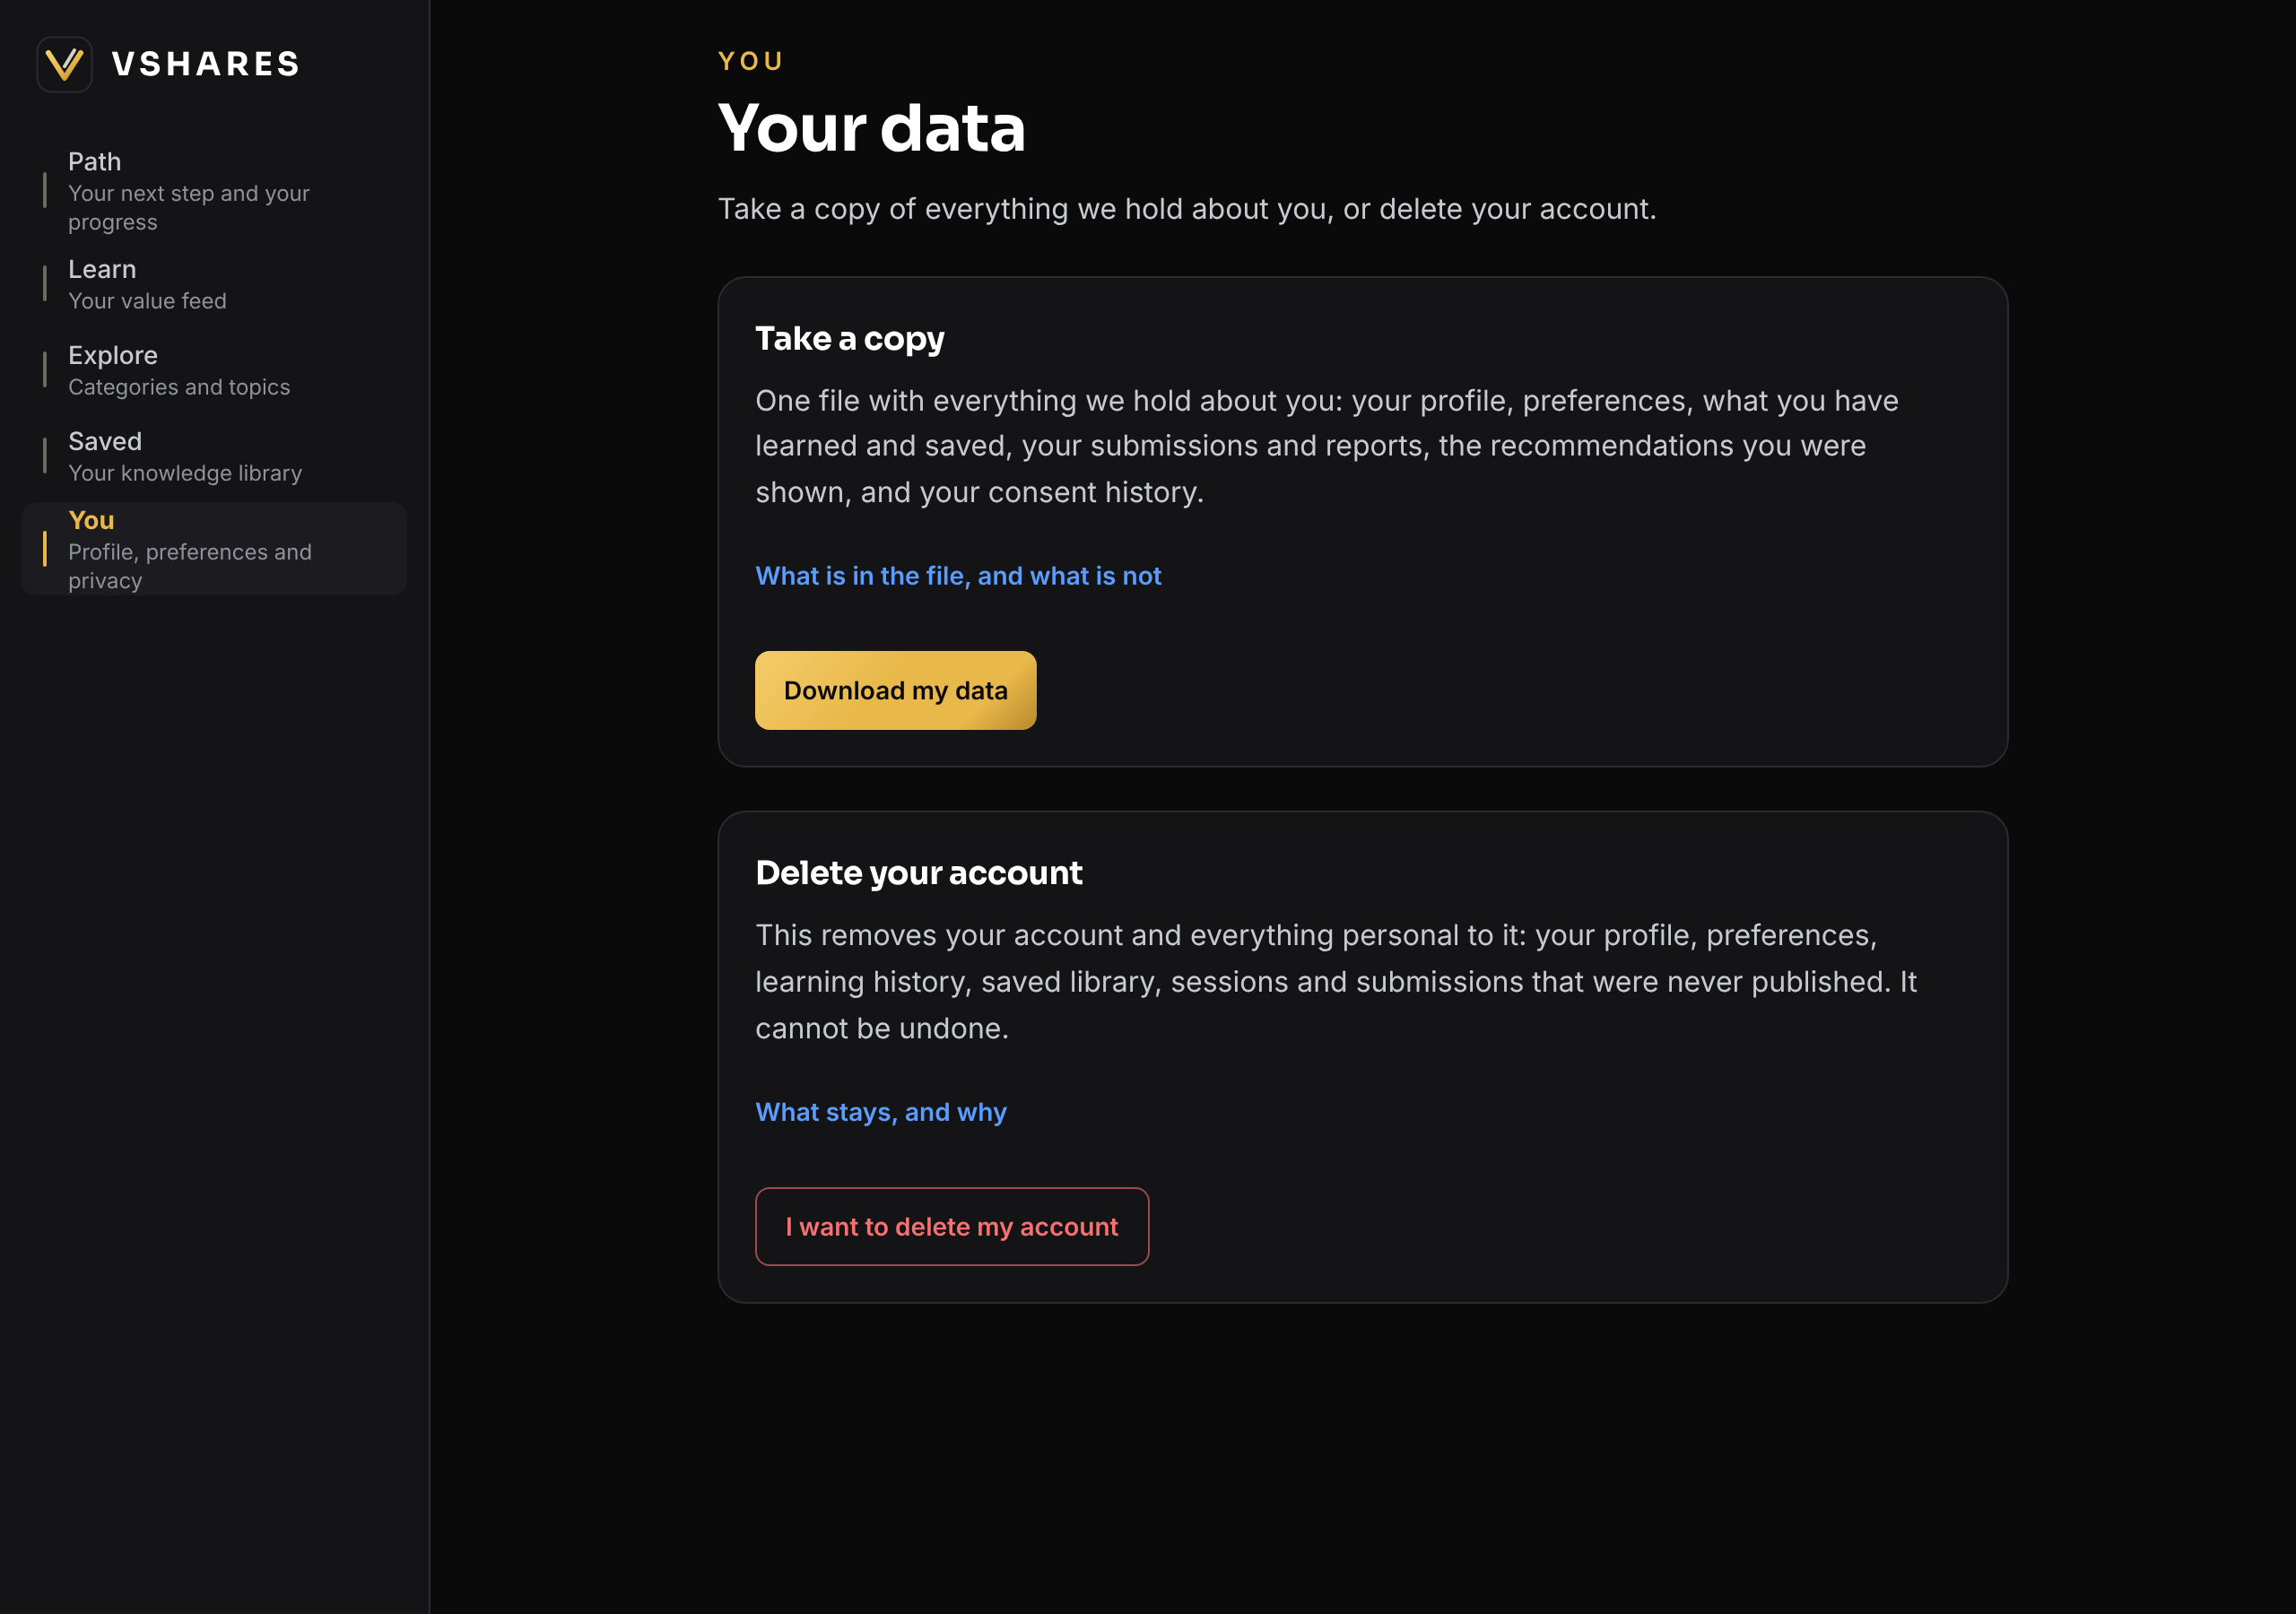 VSHARES
Path
Your next step and your
progress
Learn
Your value feed
Explore
Categories and topics
Saved
Your knowledge library
You
Profile, preferences and
privacy
YOU
Your data
Take a copy of everything we hold about you, or delete your account.
Take a copy
One file with everything we hold about you: your profile, preferences, what you have
learned and saved, your submissions and reports, the recommendations you were
shown, and your consent history.
What is in the file, and what is not
Download my data
Delete your account
This removes your account and everything personal to it: your profile, preferences,
learning history, saved library, sessions and submissions that were never published. It
cannot be undone.
What stays, and why
I want to delete my account